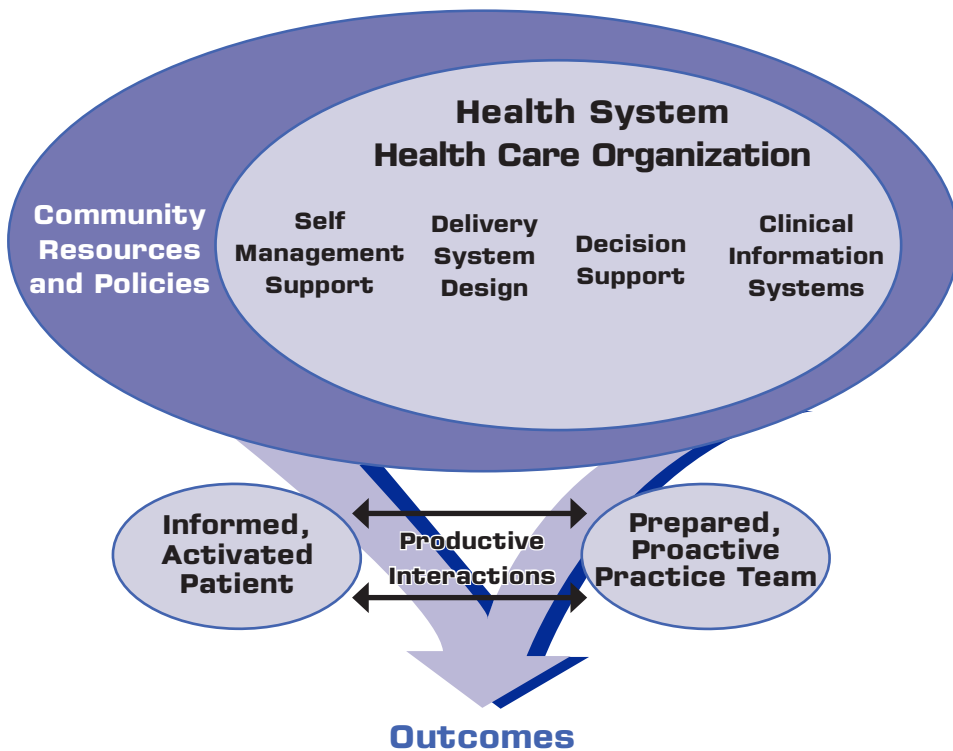 Health System
Health Care Organization
Community
Resources
and Policies
Self
Management
Support
Delivery
System
Design
Decision
Support
Clinical
Information
Systems
Informed,
Activated
Patient
Productive
Interactions
Prepared,
Proactive
Practice Team
Outcomes